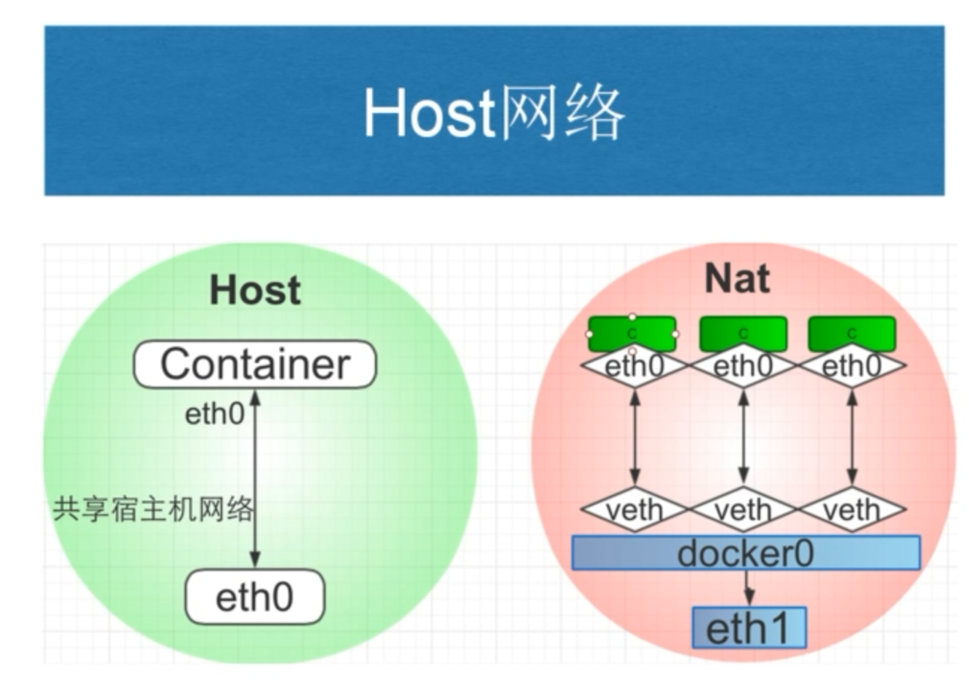 Host网络
Host
Container
eth0
共享宿主机网络
eth0
Nat
c c c
eth0 eth0 eth0
veth veth veth
docker0
eth1